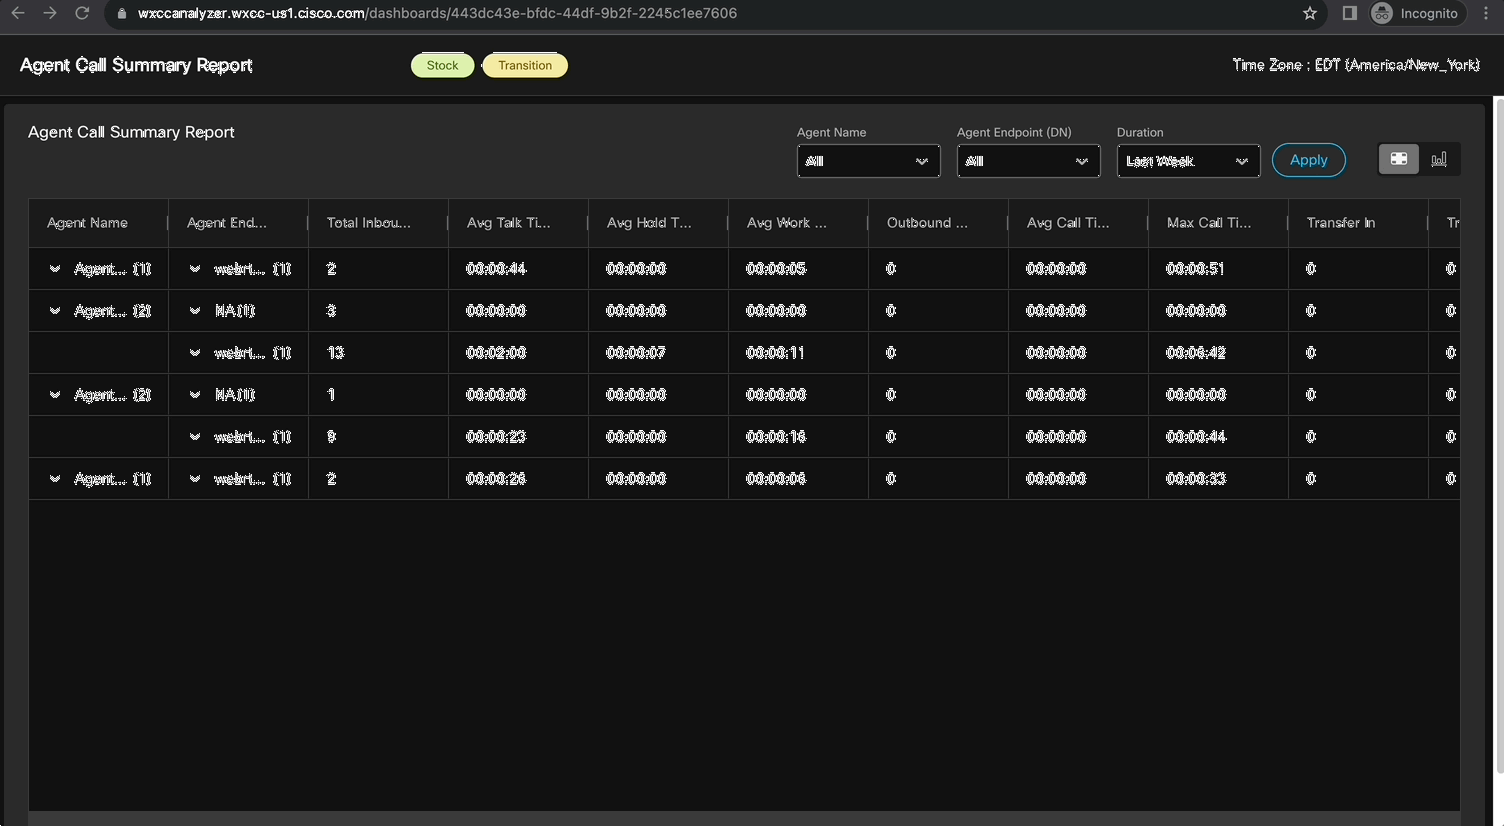 wxccanalyzer.wxcc-us1.cisco.com/dashboards/443dc43e-bfdc-44df-9b2f-2245c1ee7606 Incognito
Agent Call Summary Report Stock Transition Time Zone : EDT (America/New_York)
Agent Call Summary Report
Agent Name Agent Endpoint (DN) Duration
All All Last Week Apply
Agent Name Agent End... Total Inbou... Avg Talk Ti... Avg Hold T... Avg Work ... Outbound ... Avg Call Ti... Max Call Ti... Transfer In Tr
Agent... (1) webrt... (1) 2 00:00:44 00:00:00 00:00:05 0 00:00:00 00:00:51 0 0
Agent... (2) NA (1) 3 00:00:00 00:00:00 00:00:00 0 00:00:00 00:00:00 0 0
webrt... (1) 13 00:02:00 00:00:07 00:00:11 0 00:00:00 00:06:42 0 0
Agent... (2) NA (1) 1 00:00:00 00:00:00 00:00:00 0 00:00:00 00:00:00 0 0
webrt... (1) 9 00:00:23 00:00:00 00:00:16 0 00:00:00 00:00:44 0 0
Agent... (1) webrt... (1) 2 00:00:26 00:00:00 00:00:06 0 00:00:00 00:00:33 0 0